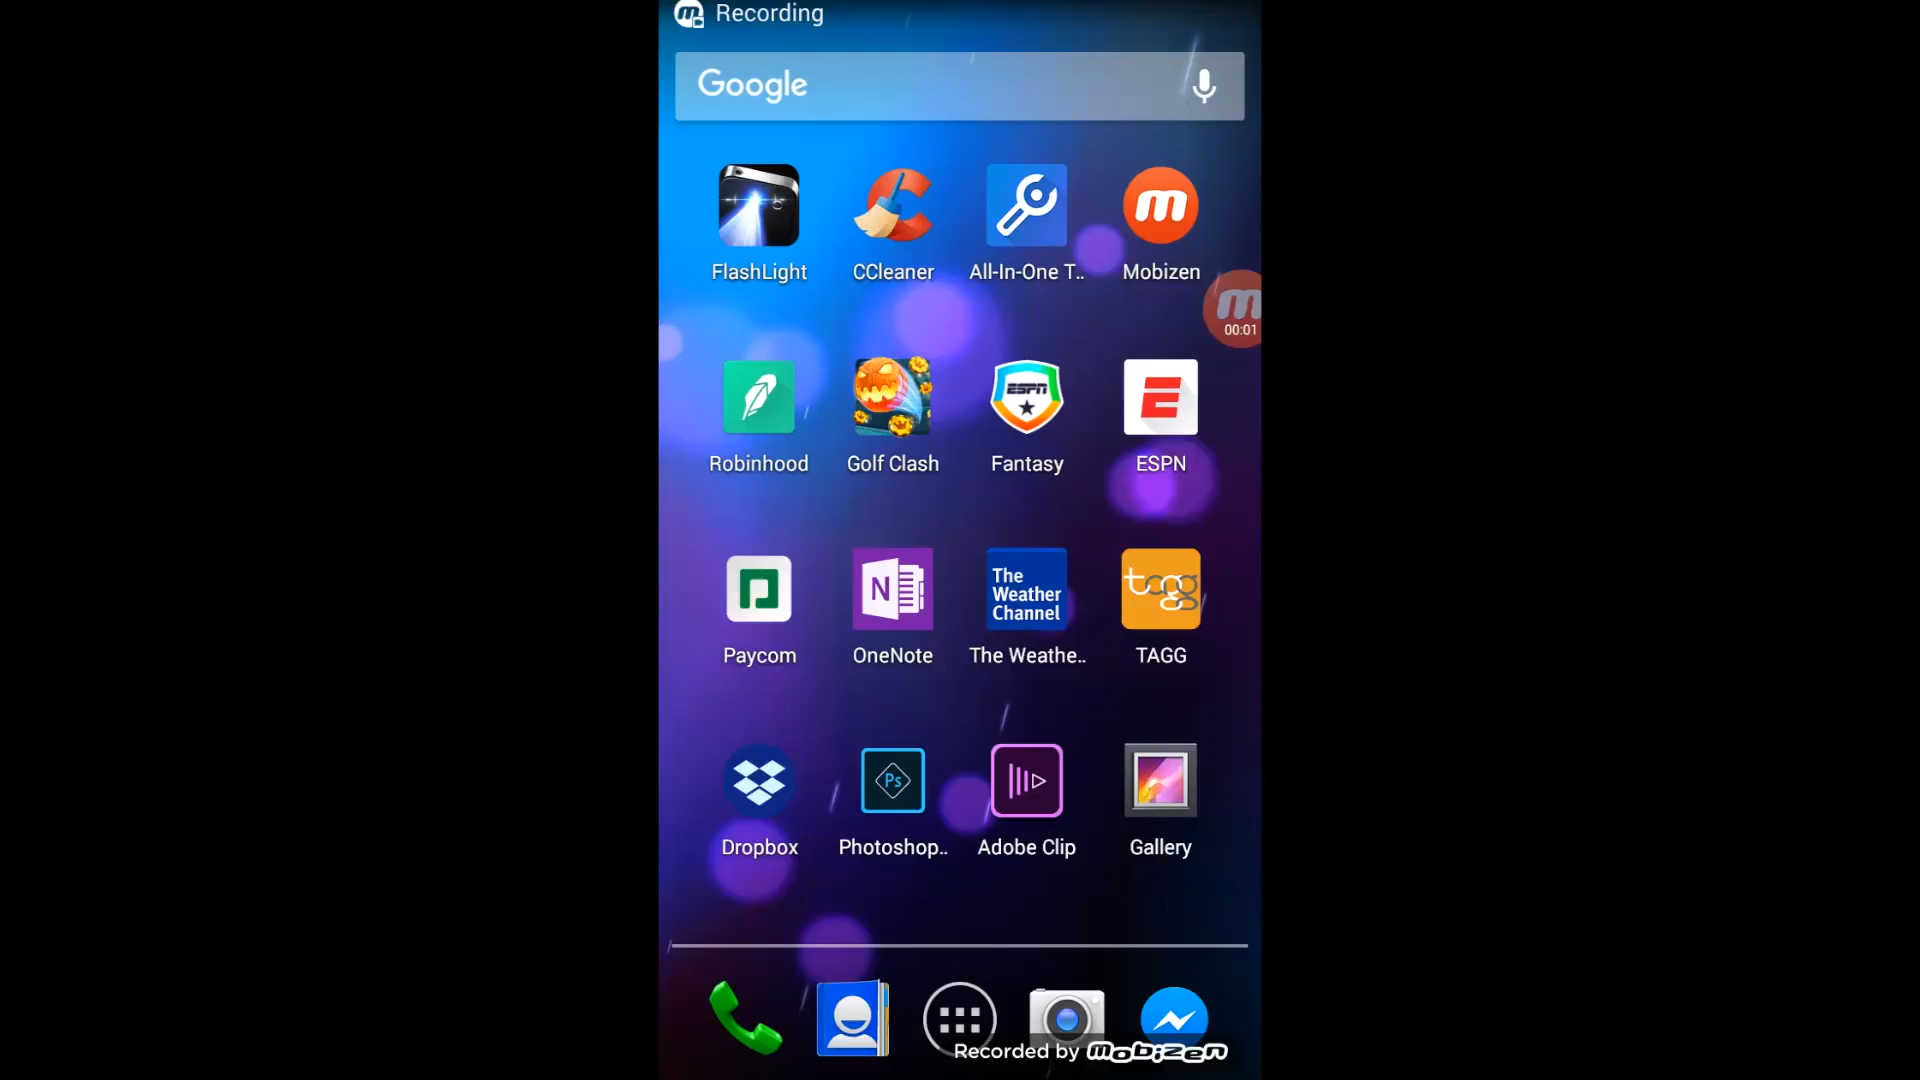 Recording
Google
FlashLight
CCleaner
All-In-One T..
Mobizen
00:01
Robinhood
Golf Clash
ESPN
Fantasy
ESPN
Paycom
N
OneNote
The
Weather
Channel
The Weathe..
tagg
TAGG
Dropbox
Ps
Photoshop..
Adobe Clip
Gallery
Recorded by mobizen